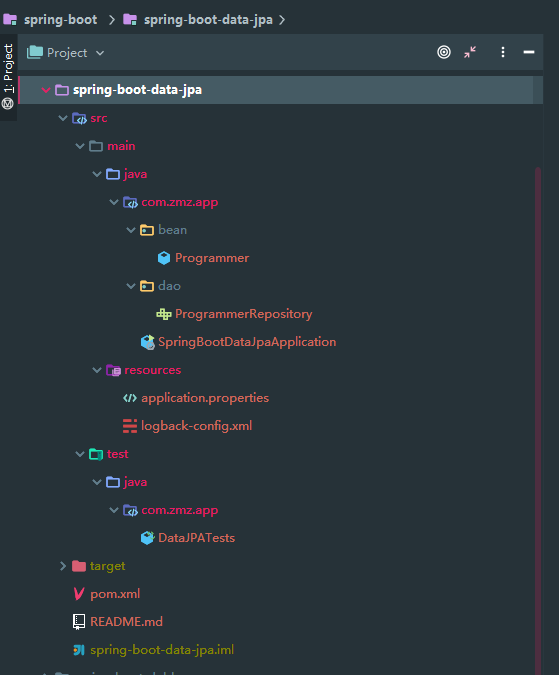 spring-boot spring-boot-data-jpa
1: Project
Project
spring-boot-data-jpa
src
main
java
com.zmz.app
bean
Programmer
dao
ProgrammerRepository
SpringBootDataJpaApplication
resources
application.properties
logback-config.xml
test
java
com.zmz.app
DataJPATests
target
pom.xml
README.md
spring-boot-data-jpa.iml